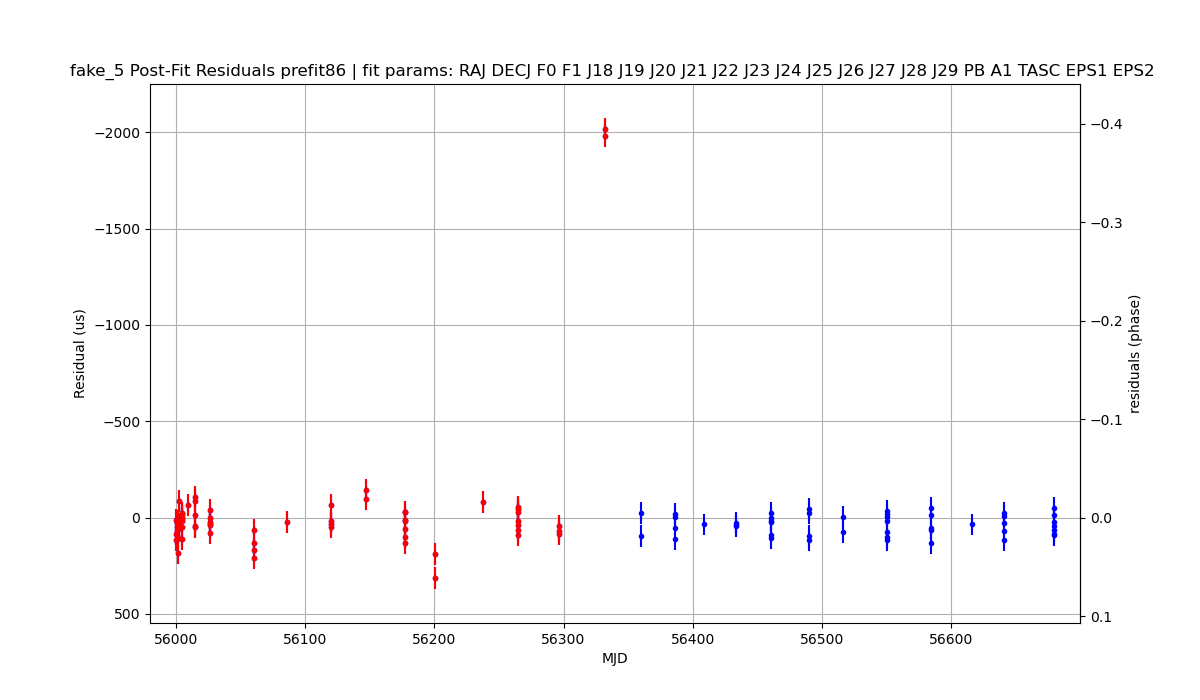 fake_5 Post-Fit Residuals prefit86 | fit params: RAJ DECJ F0 F1 J18 J19 J20 J21 J22 J23 J24 J25 J26 J27 J28 J29 PB A1 TASC EPS1 EPS2
−2000
−1500
−1000
−500
0
500
Residual (us)
−0.4
−0.3
−0.2
−0.1
0.0
0.1
residuals (phase)
56000 56100 56200 56300 56400 56500 56600
MJD